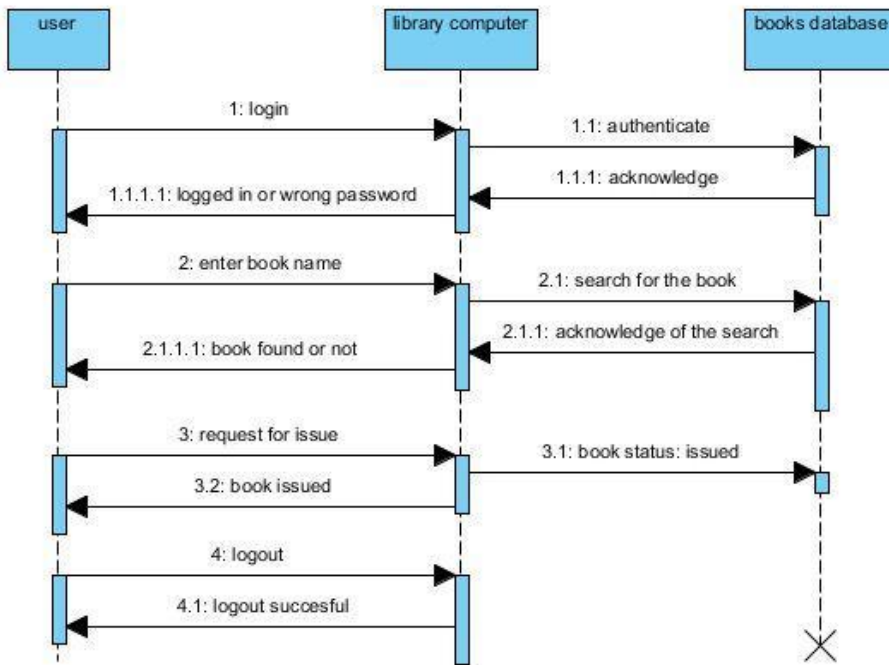 user
library computer
books database
1: login
1.1: authenticate
1.1.1: acknowledge
1.1.1.1: logged in or wrong password
2: enter book name
2.1: search for the book
2.1.1: acknowledge of the search
2.1.1.1: book found or not
3: request for issue
3.1: book status: issued
3.2: book issued
4: logout
4.1: logout succesful